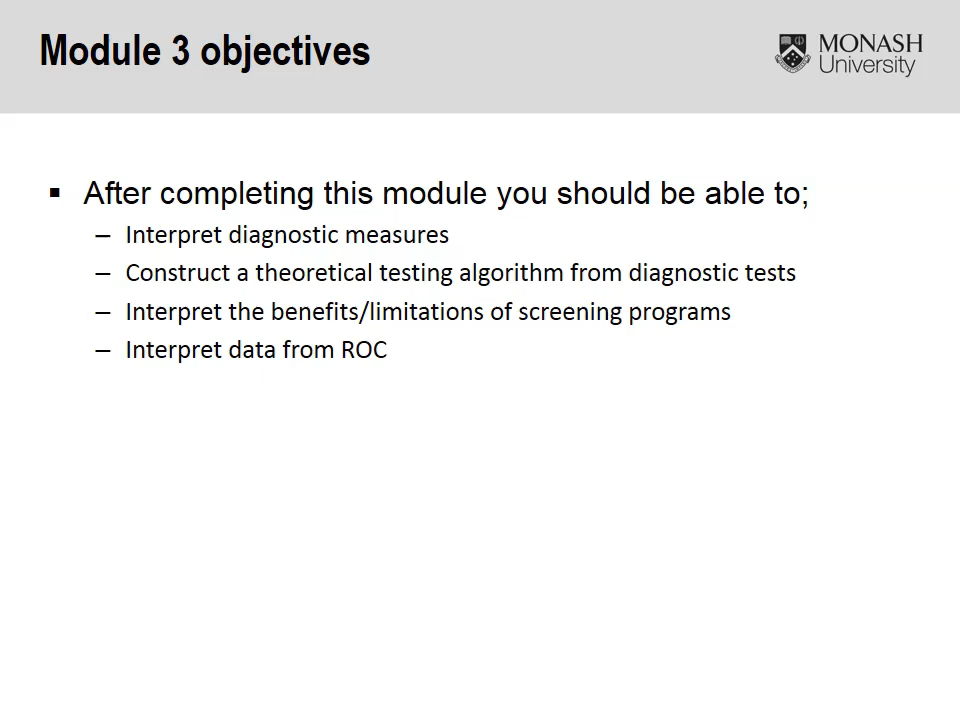 Module 3 objectives
MONASH
University
▪ After completing this module you should be able to;
– Interpret diagnostic measures
– Construct a theoretical testing algorithm from diagnostic tests
– Interpret the benefits/limitations of screening programs
– Interpret data from ROC